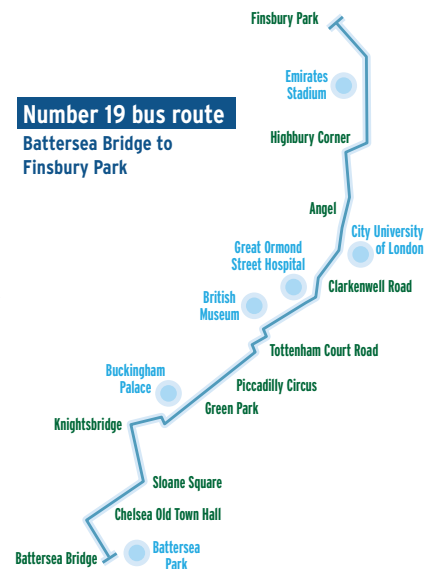 Finsbury Park
Emirates
Stadium
Number 19 bus route
Battersea Bridge to
Finsbury Park
Highbury Corner
Angel
City University
of London
Great Ormond
Street Hospital
Clarkenwell Road
British
Museum
Tottenham Court Road
Buckingham
Palace
Piccadilly Circus
Green Park
Knightsbridge
Sloane Square
Chelsea Old Town Hall
Battersea Bridge
Battersea
Park